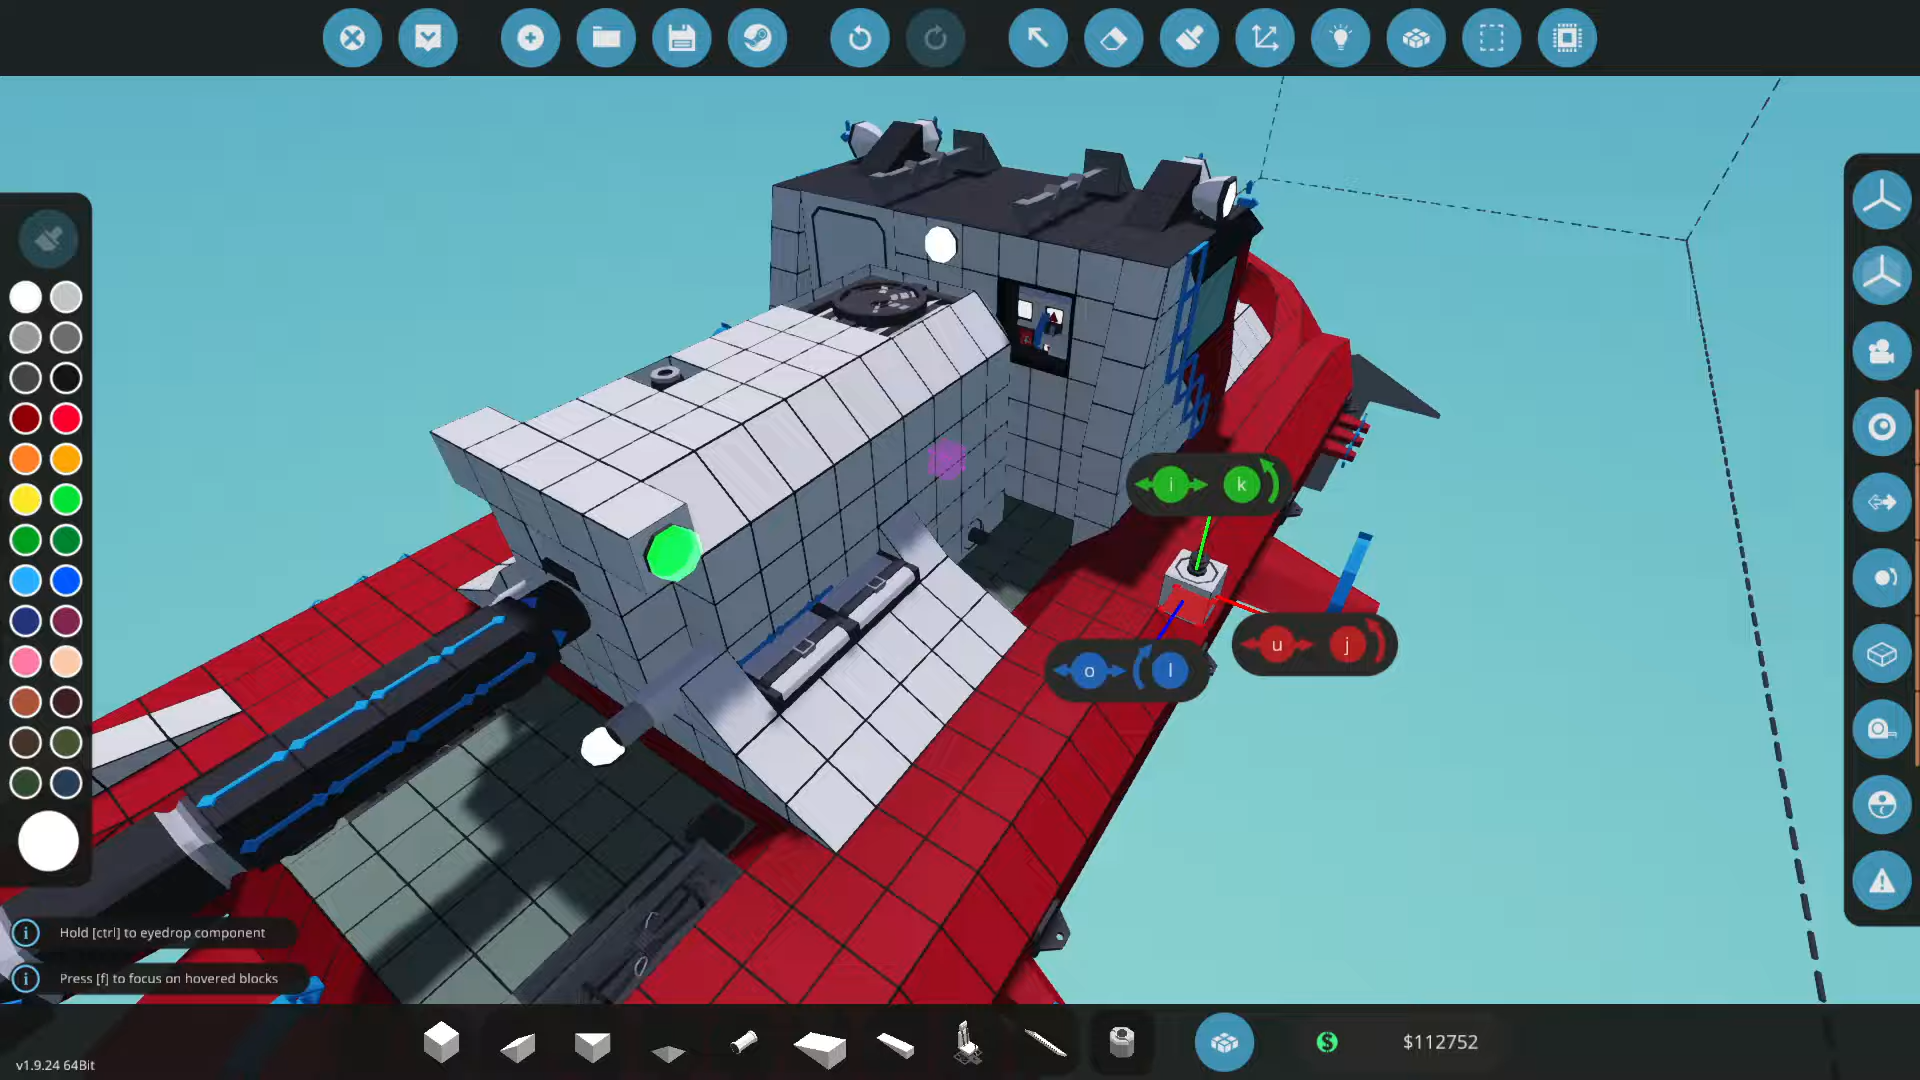 i k
u j
o l
Hold [ctrl] to eyedrop component
Press [f] to focus on hovered blocks
$112752
v1.9.24 64Bit